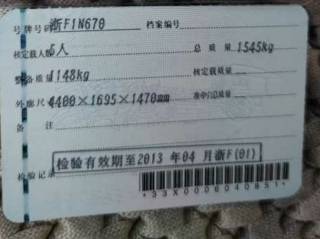 号牌号码 浙F1N670 档案编号
核定载人数 5人 总质量 1545kg
整备质量 1148kg 核定载质量
外廓尺寸 4400×1695×1470mm 准牵引总质量
备注
检验有效期至2013年04月浙F(01)
检验记录
*33X0006040851*